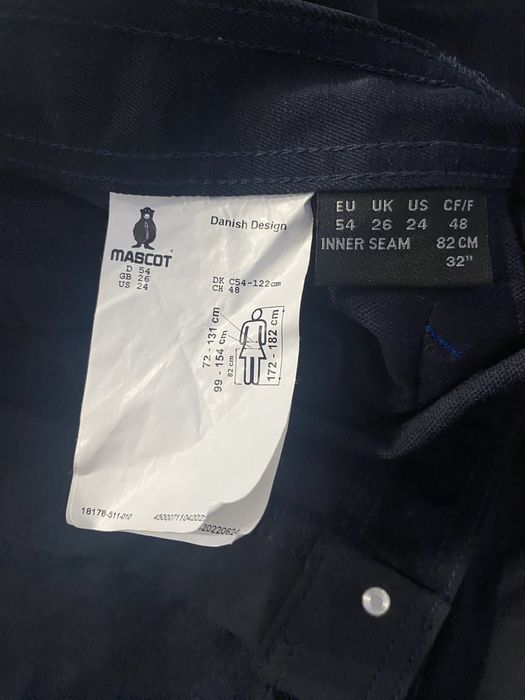 Danish Design
MASCOT®
D 54
GB 26
US 24
DK C54-122cm
CH 48
72 - 131 cm
99 - 154 cm
82 cm
172 - 182 cm
18178-511-010
20220624
EU UK US CF/F
54 26 24 48
INNER SEAM 82 CM
32"